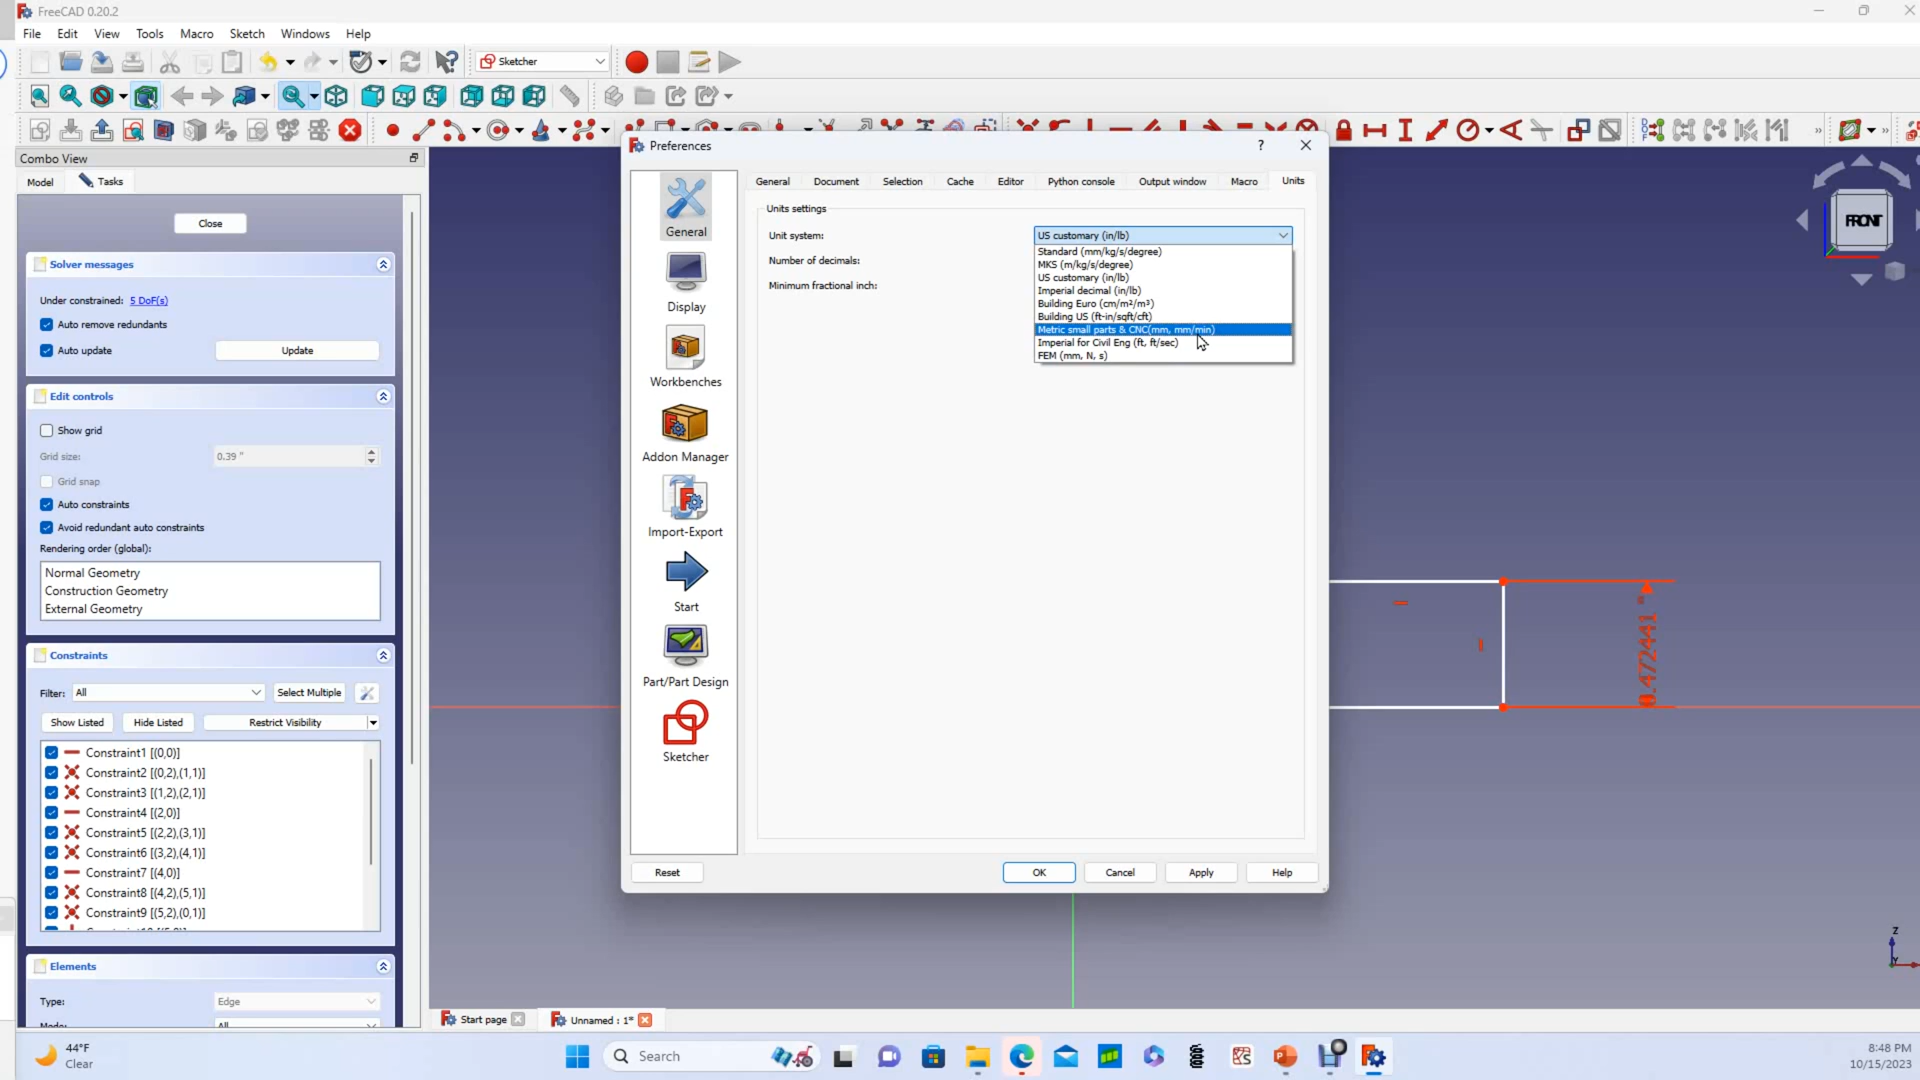 FreeCAD 0.20.2
File Edit View Tools Macro Sketch Windows Help
Sketcher
Combo View
Model Tasks
Close
Solver messages
Under constrained: 5 DoF(s)
Auto remove redundants
Auto update
Update
Edit controls
Show grid
Grid size: 0.39 "
Grid snap
Auto constraints
Avoid redundant auto constraints
Rendering order (global):
Normal Geometry
Construction Geometry
External Geometry
Constraints
Filter: All Select Multiple
Show Listed Hide Listed Restrict Visibility
Constraint1 [(0,0)]
Constraint2 [(0,2),(1,1)]
Constraint3 [(1,2),(2,1)]
Constraint4 [(2,0)]
Constraint5 [(2,2),(3,1)]
Constraint6 [(3,2),(4,1)]
Constraint7 [(4,0)]
Constraint8 [(4,2),(5,1)]
Constraint9 [(5,2),(0,1)]
Elements
Type: Edge
Mode: All
Preferences
?
General
Display
Workbenches
Addon Manager
Import-Export
Start
Part/Part Design
Sketcher
General Document Selection Cache Editor Python console Output window Macro Units
Units settings
Unit system: US customary (in/lb)
Number of decimals:
Minimum fractional inch:
Standard (mm/kg/s/degree)
MKS (m/kg/s/degree)
US customary (in/lb)
Imperial decimal (in/lb)
Building Euro (cm/m²/m³)
Building US (ft-in/sqft/cft)
Metric small parts & CNC(mm, mm/min)
Imperial for Civil Eng (ft, ft/sec)
FEM (mm, N, s)
Reset OK Cancel Apply Help
FRONT
0.472441 "
Z
Y
Start page
Unnamed : 1*
44°F
Clear
Search
8:48 PM
10/15/2023